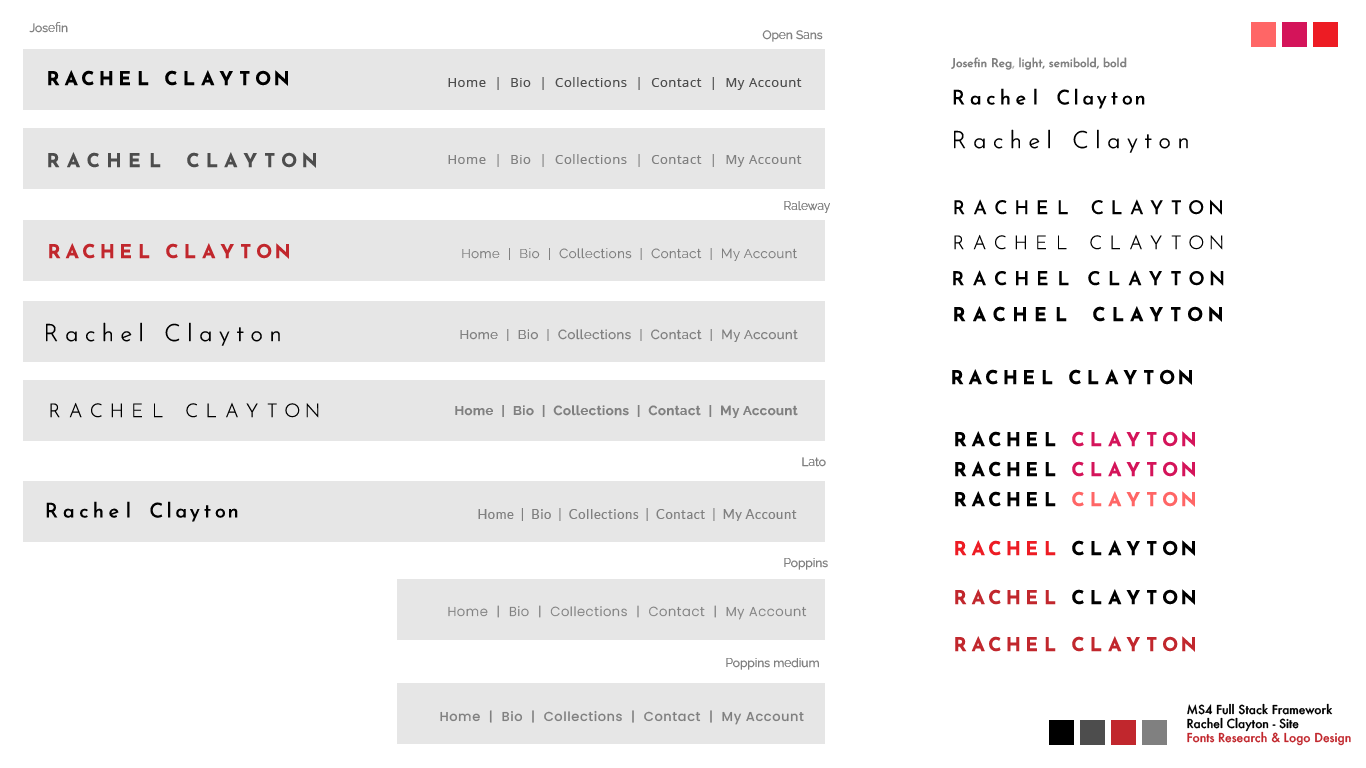 Josefin
Open Sans
RACHEL CLAYTON
Home | Bio | Collections | Contact | My Account
RACHEL CLAYTON
Home | Bio | Collections | Contact | My Account
Raleway
RACHEL CLAYTON
Home | Bio | Collections | Contact | My Account
Rachel Clayton
Home | Bio | Collections | Contact | My Account
RACHEL CLAYTON
Home | Bio | Collections | Contact | My Account
Lato
Rachel Clayton
Home | Bio | Collections | Contact | My Account
Poppins
Home | Bio | Collections | Contact | My Account
Poppins medium
Home | Bio | Collections | Contact | My Account
Josefin Reg, light, semibold, bold
Rachel Clayton
Rachel Clayton
RACHEL CLAYTON
RACHEL CLAYTON
RACHEL CLAYTON
RACHEL CLAYTON
RACHEL CLAYTON
RACHEL CLAYTON
RACHEL CLAYTON
RACHEL CLAYTON
RACHEL CLAYTON
RACHEL CLAYTON
RACHEL CLAYTON
MS4 Full Stack Framework
Rachel Clayton - Site
Fonts Research & Logo Design